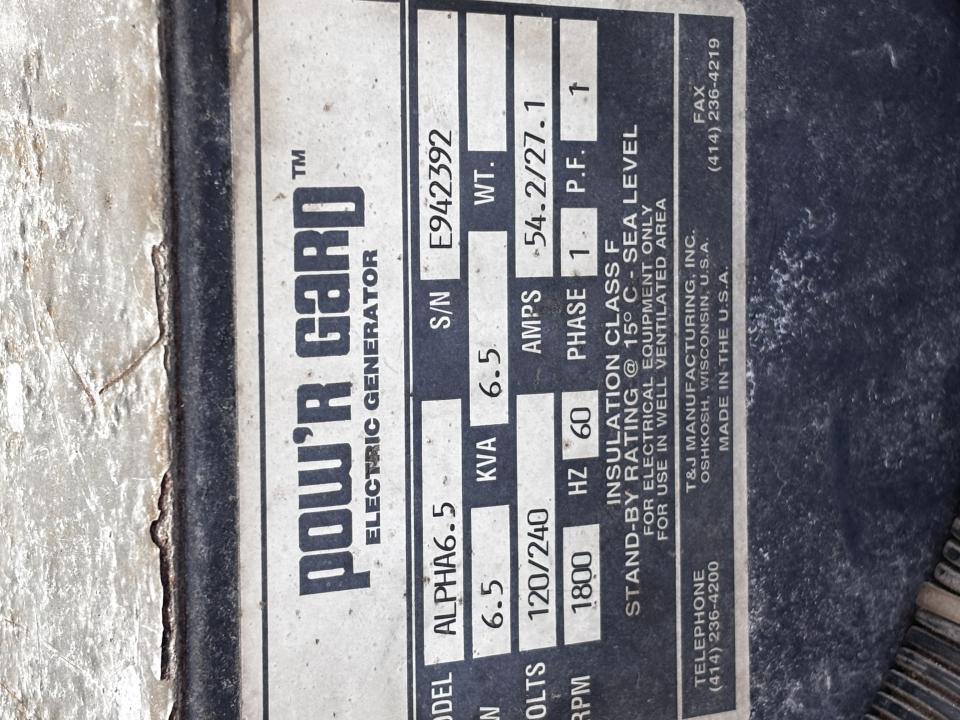 pow'r Gard™
ELECTRIC GENERATOR
ODEL ALPHA6.5 S/N E942392
W 6.5 KVA 6.5 WT.
OLTS 120/240 AMPS 54.2/27.1
RPM 1800 HZ 60 PHASE 1 P.F. 1
INSULATION CLASS F
STAND-BY RATING @ 15° C - SEA LEVEL
FOR ELECTRICAL EQUIPMENT ONLY
FOR USE IN WELL VENTILATED AREA
TELEPHONE
(414) 236-4200
T&J MANUFACTURING, INC.
OSHKOSH, WISCONSIN, U.S.A.
MADE IN THE U.S.A.
FAX
(414) 236-4219